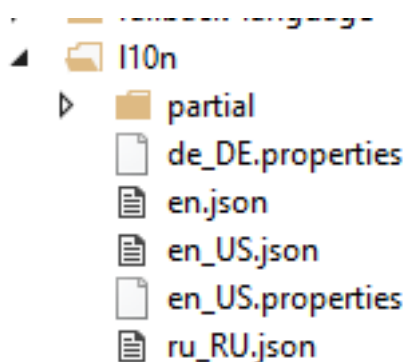 l10n
partial
de_DE.properties
en.json
en_US.json
en_US.properties
ru_RU.json